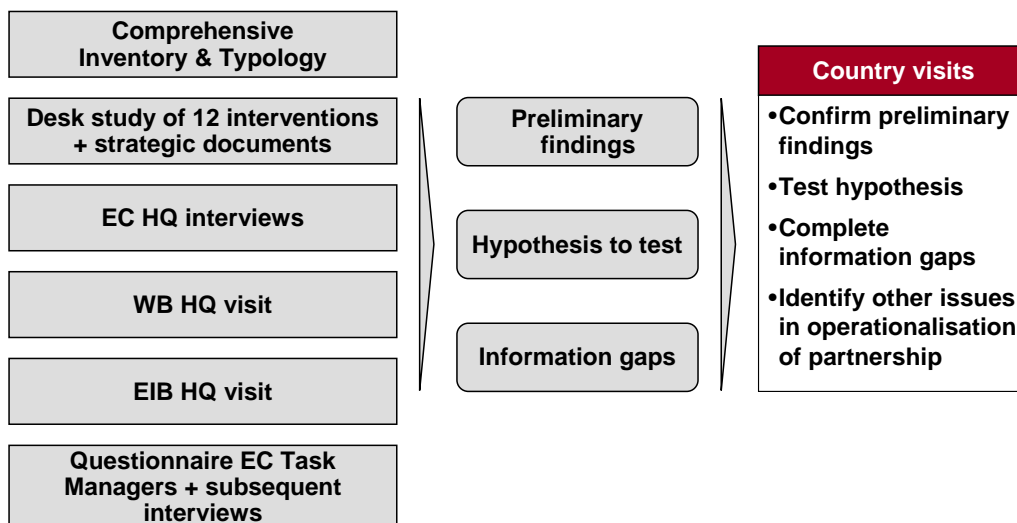 Comprehensive
Inventory & Typology
Desk study of 12 interventions
+ strategic documents
EC HQ interviews
WB HQ visit
EIB HQ visit
Questionnaire EC Task
Managers + subsequent
interviews
Preliminary
findings
Hypothesis to test
Information gaps
Country visits
•Confirm preliminary
findings
•Test hypothesis
•Complete
information gaps
•Identify other issues
in operationalisation
of partnership